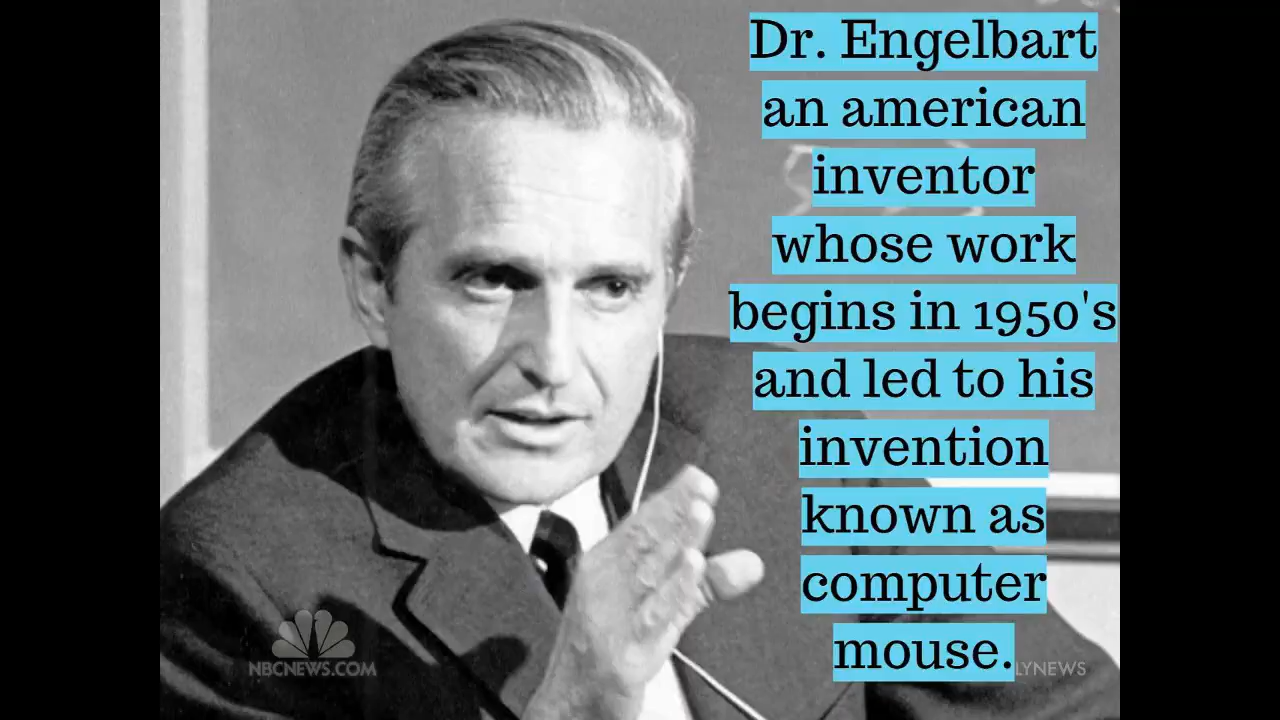 Dr. Engelbart
an american
inventor
whose work
begins in 1950's
and led to his
invention
known as
computer
mouse.
NBCNEWS.COM
LYNEWS